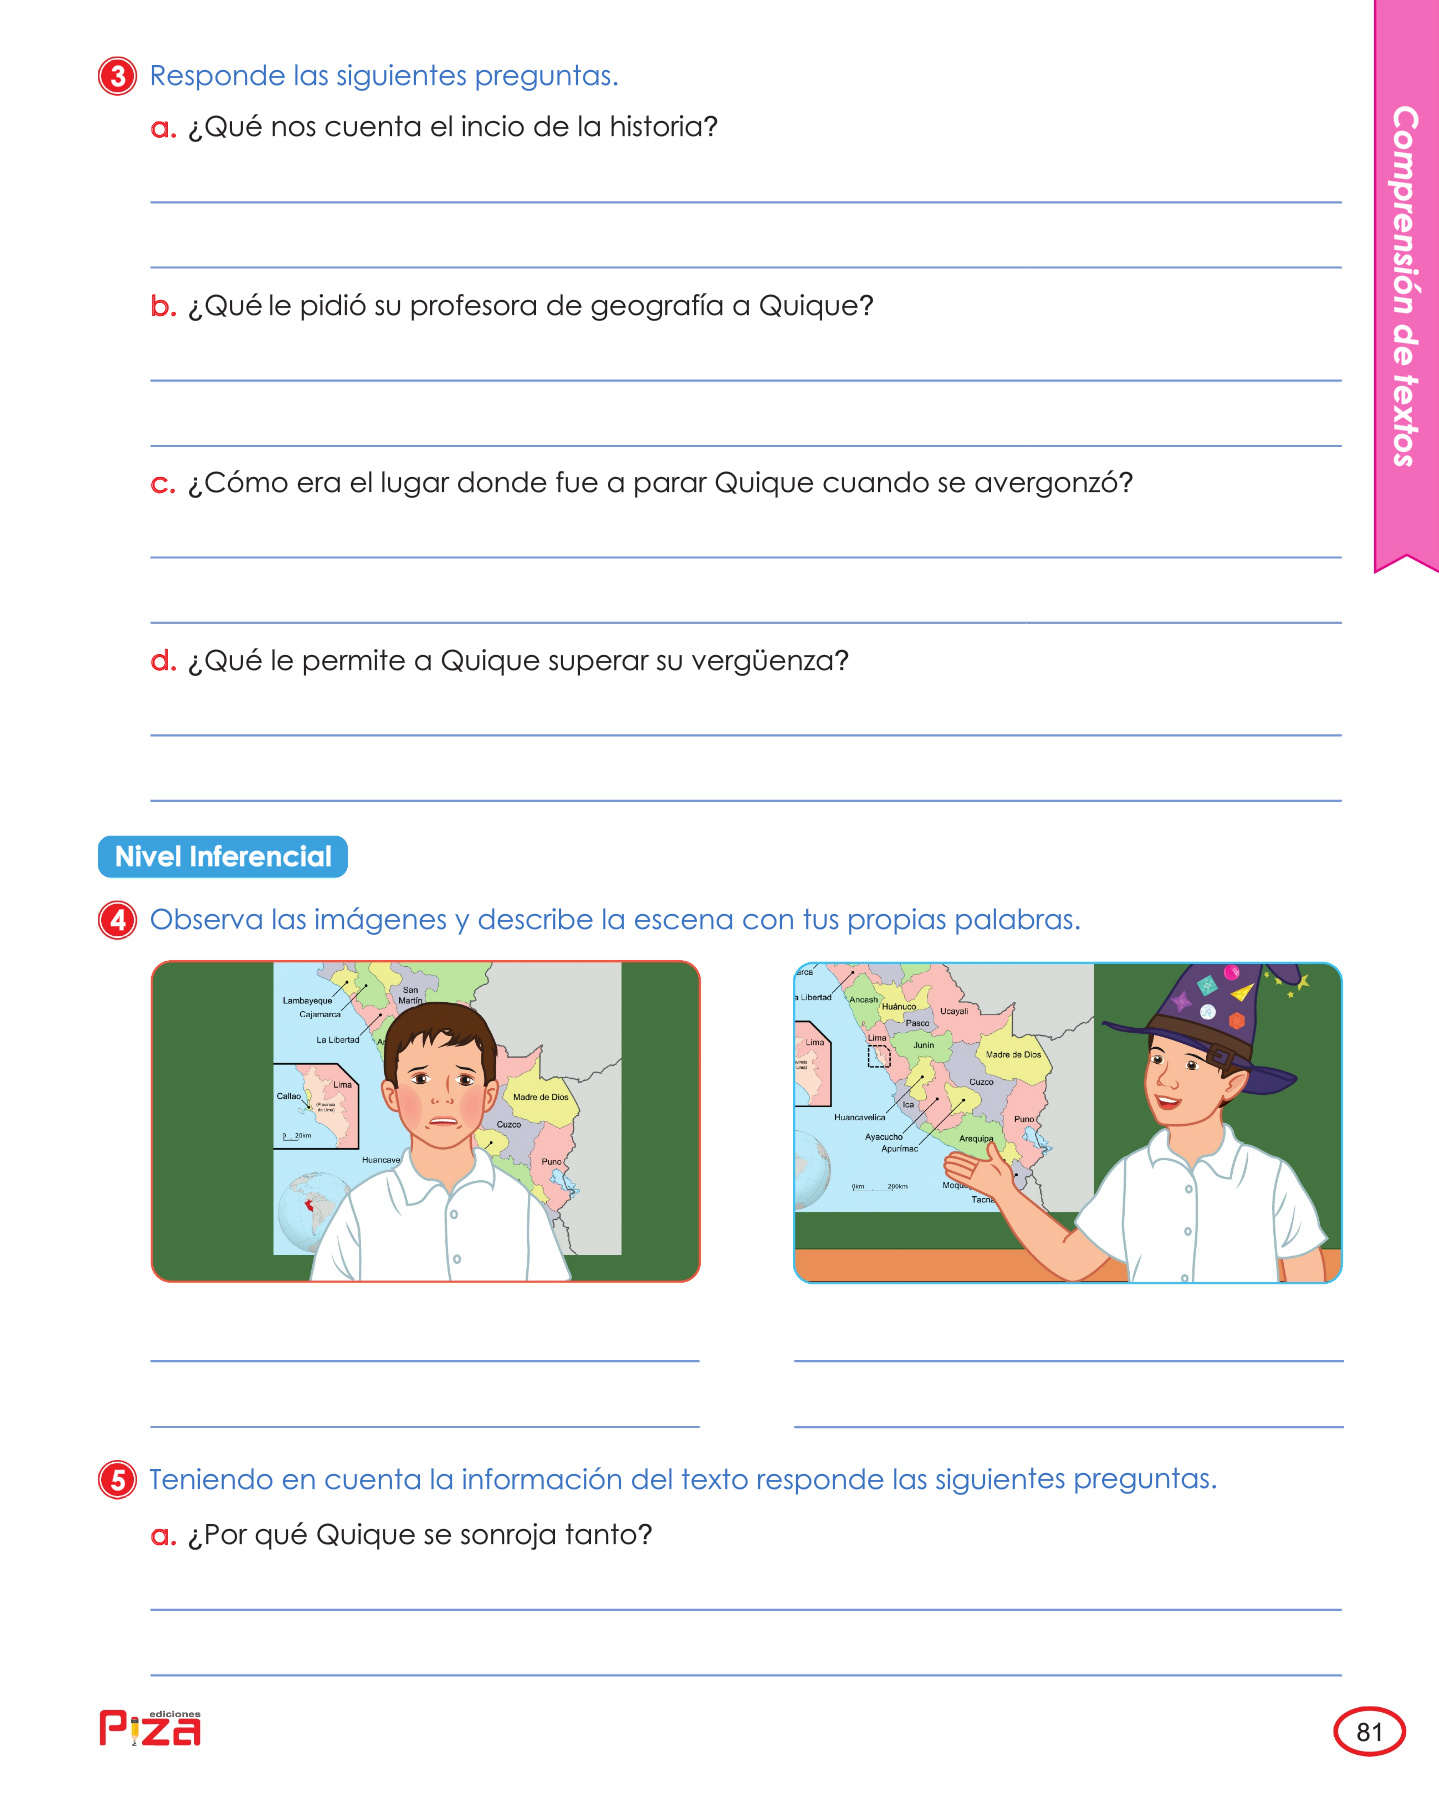 3 Responde las siguientes preguntas.
a. ¿Qué nos cuenta el incio de la historia?
b. ¿Qué le pidió su profesora de geografía a Quique?
c. ¿Cómo era el lugar donde fue a parar Quique cuando se avergonzó?
d. ¿Qué le permite a Quique superar su vergüenza?
Comprensión de textos
Nivel Inferencial
4 Observa las imágenes y describe la escena con tus propias palabras.
San
Martín
Lambayeque
Cajamarca
La Libertad
Lima
Callao
(Provincia
de Lima)
0 20km
Madre de Dios
Cuzco
Huancave
Puno
arca
a Libertad
Ancash
Huánuco
Ucayali
Pasco
Lima
Junín
Lima
Madre de Dios
Cuzco
Ica
Huancavelica
Puno
Ayacucho
Arequipa
Apurímac
0km 200km
Moqu
Tacna
5 Teniendo en cuenta la información del texto responde las siguientes preguntas.
a. ¿Por qué Quique se sonroja tanto?
ediciones
Piza
81